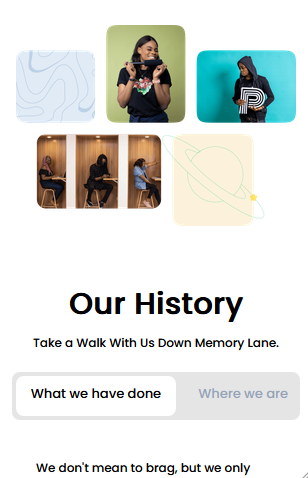 P
Our History
Take a Walk With Us Down Memory Lane.
What we have done
Where we are
We don't mean to brag, but we only